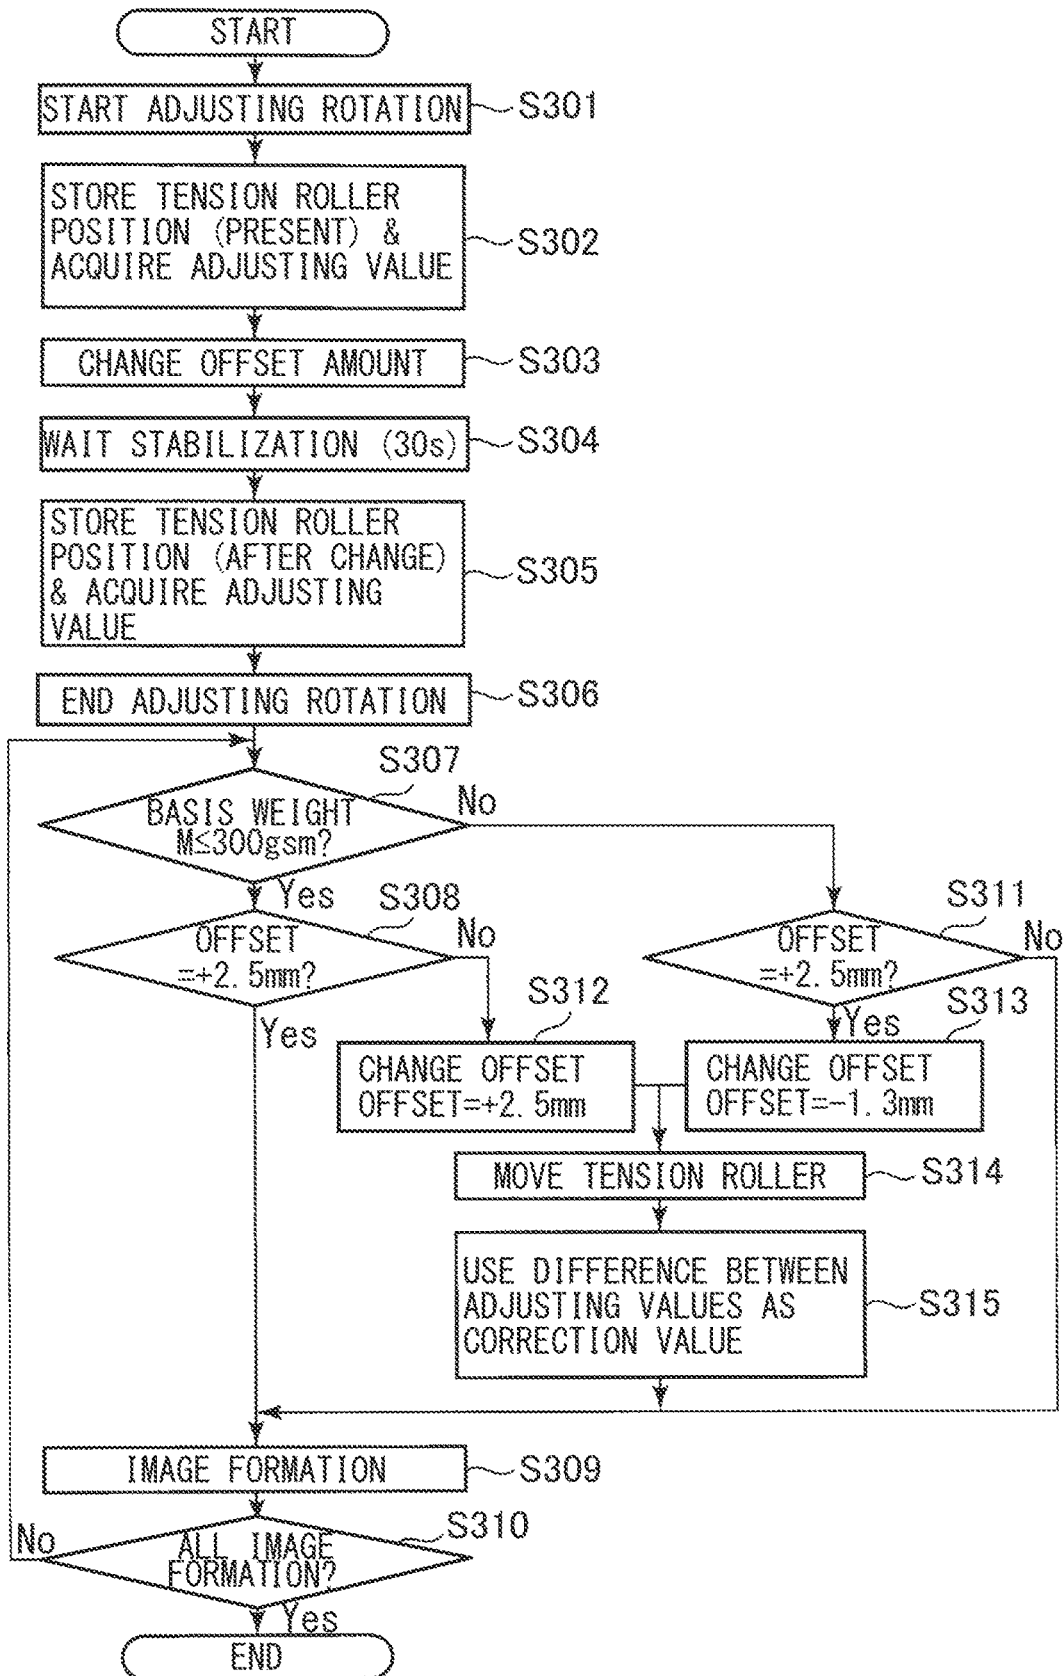 START
START ADJUSTING ROTATION
S301
STORE TENSION ROLLER
POSITION (PRESENT) &
ACQUIRE ADJUSTING VALUE
S302
CHANGE OFFSET AMOUNT
S303
WAIT STABILIZATION (30s)
S304
STORE TENSION ROLLER
POSITION (AFTER CHANGE)
& ACQUIRE ADJUSTING
VALUE
S305
END ADJUSTING ROTATION
S306
S307
BASIS WEIGHT
M≤300gsm?
No
Yes
S308
OFFSET
=+2.5mm?
No
Yes
S311
OFFSET
=+2.5mm?
No
Yes
S312
CHANGE OFFSET
OFFSET=+2.5mm
S313
CHANGE OFFSET
OFFSET=-1.3mm
MOVE TENSION ROLLER
S314
USE DIFFERENCE BETWEEN
ADJUSTING VALUES AS
CORRECTION VALUE
S315
IMAGE FORMATION
S309
S310
ALL IMAGE
FORMATION?
No
Yes
END